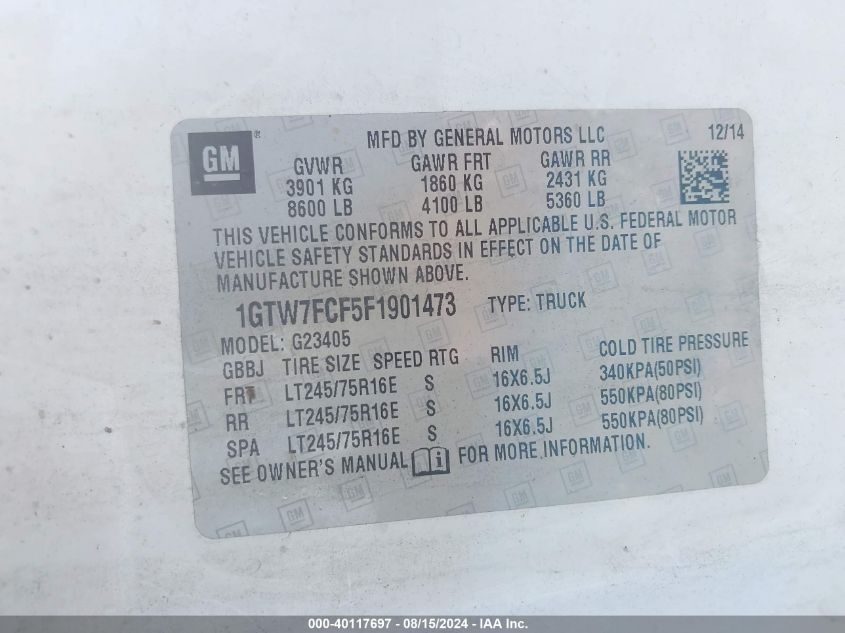 GM® MFD BY GENERAL MOTORS LLC 12/14
GVWR GAWR FRT GAWR RR
3901 KG 1860 KG 2431 KG
8600 LB 4100 LB 5360 LB
THIS VEHICLE CONFORMS TO ALL APPLICABLE U.S. FEDERAL MOTOR
VEHICLE SAFETY STANDARDS IN EFFECT ON THE DATE OF
MANUFACTURE SHOWN ABOVE.
1GTW7FCF5F1901473 TYPE: TRUCK
MODEL: G23405
GBBJ TIRE SIZE SPEED RTG RIM COLD TIRE PRESSURE
FRT LT245/75R16E S 16X6.5J 340KPA(50PSI)
RR LT245/75R16E S 16X6.5J 550KPA(80PSI)
SPA LT245/75R16E S 16X6.5J 550KPA(80PSI)
SEE OWNER'S MANUAL i FOR MORE INFORMATION.
000-40117697 - 08/15/2024 - IAA Inc.